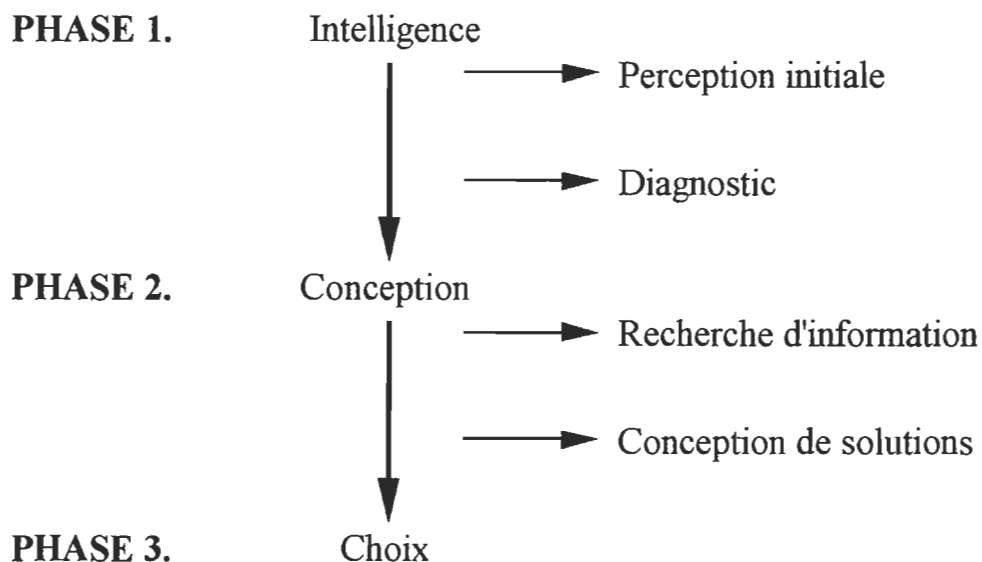 PHASE 1. Intelligence
Perception initiale
Diagnostic
PHASE 2. Conception
Recherche d'information
Conception de solutions
PHASE 3. Choix